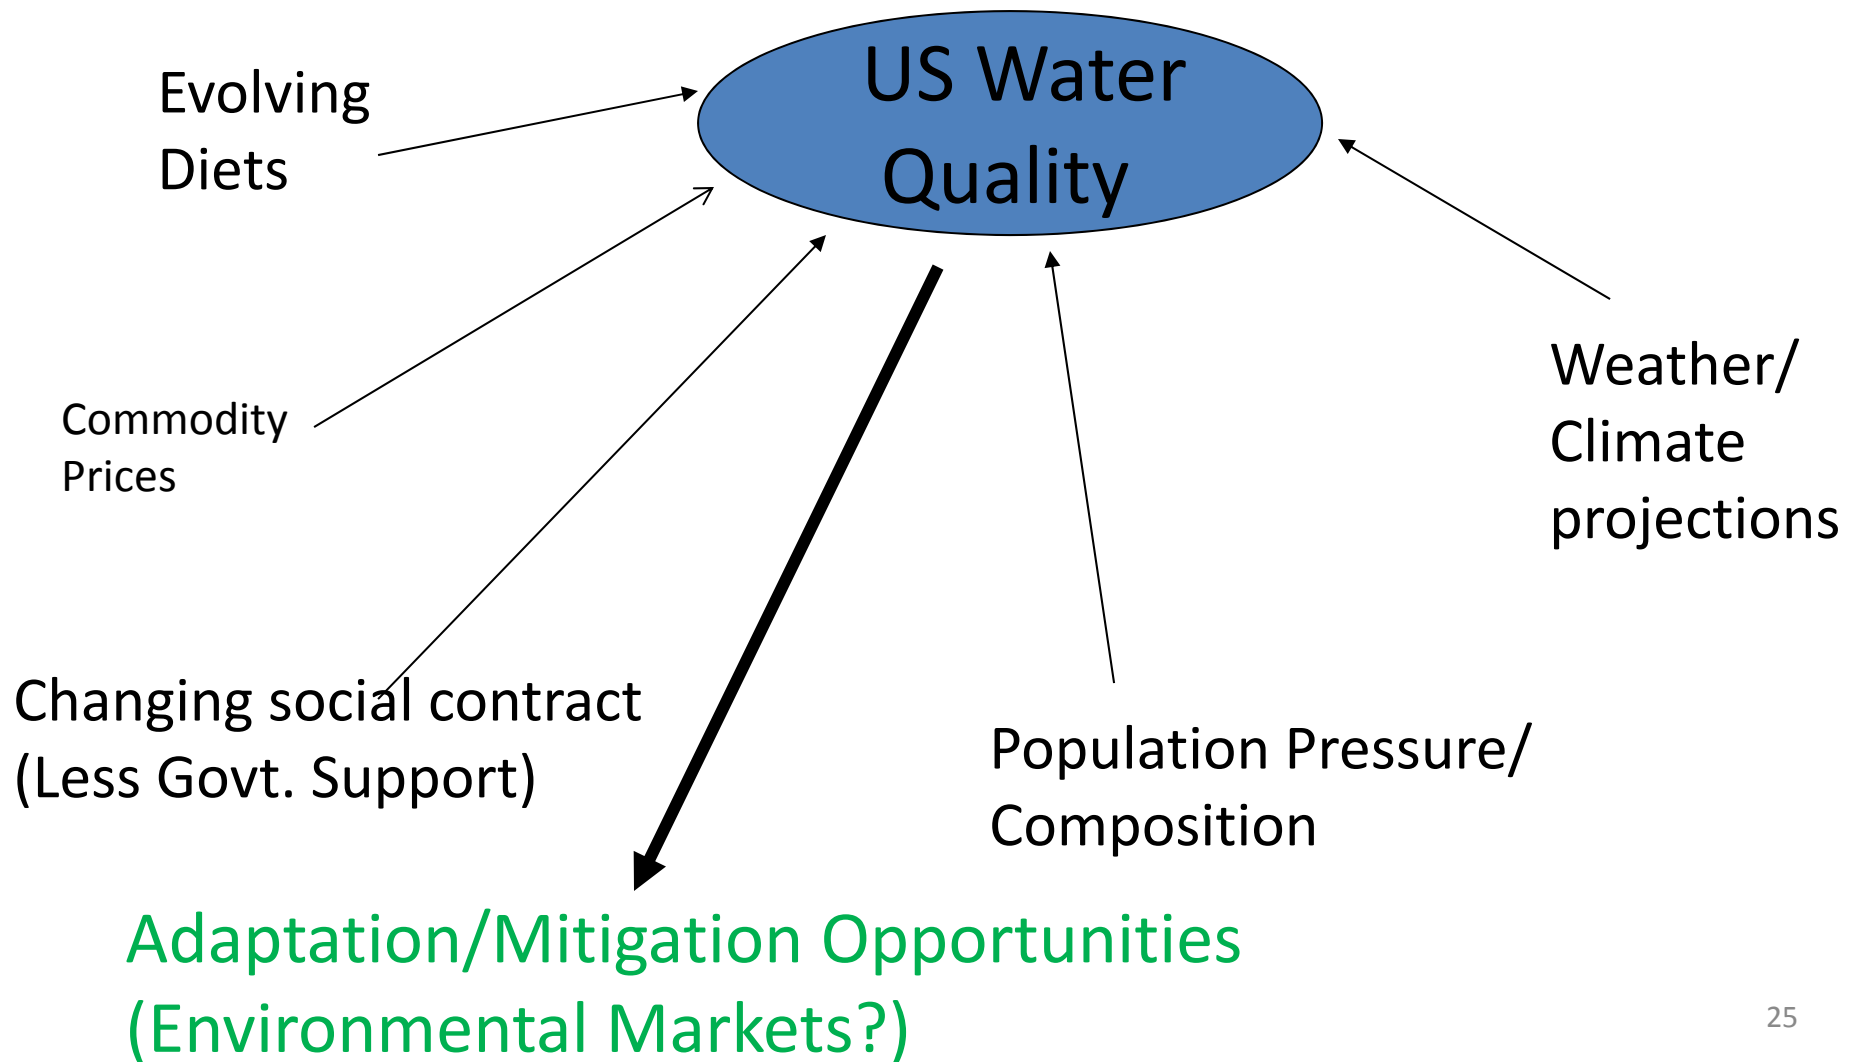 US Water
Quality
Evolving
Diets
Commodity
Prices
Weather/
Climate
projections
Changing social contract
(Less Govt. Support)
Population Pressure/
Composition
Adaptation/Mitigation Opportunities
(Environmental Markets?)
25